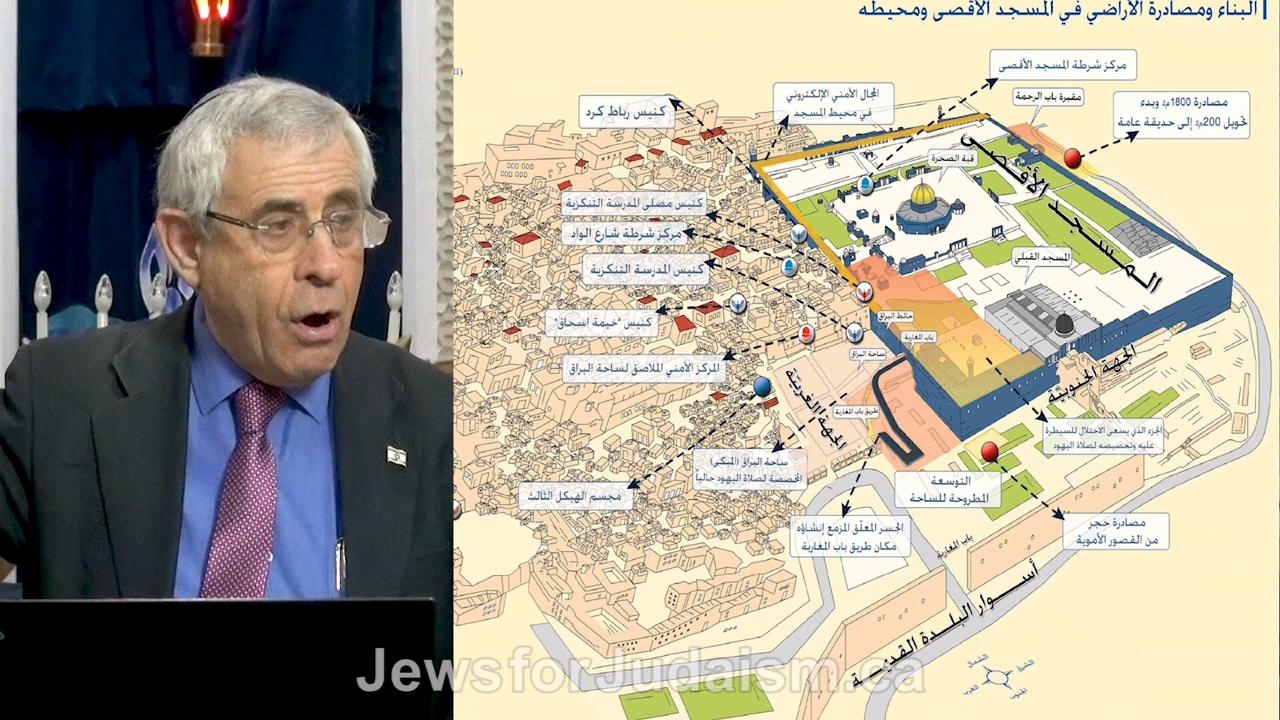 البناء ومصادرة الأراضي في المسجد الأقصى ومحيطه
مركز شرطة المسجد الأقصى
مقبرة باب الرحمة
مصادرة 1800م2 وبدء
تحويل 200م2 إلى حديقة عامة
المجال الأمني الإلكتروني
في محيط المسجد
كنيس رباط كرد
قبة الصخرة
المسجد الأقصى
كنيس مصلى المدرسة التنكزية
مركز شرطة شارع الواد
كنيس المدرسة التنكزية
المسجد القبلي
كنيس "خيمة اسحاق"
حائط البراق
باب المغاربة
ساحة البراق
المركز الأمني الملاصق لساحة البراق
الجهة الجنوبية
الجهة الغربية
طريق باب المغاربة
الجزء الذي يسعى الاحتلال للسيطرة
عليه وتخصيصه لصلاة اليهود
ساحة البراق (المبكى)
المخصصة لصلاة اليهود حالياً
مجسم الهيكل الثالث
التوسعة
المطروحة للساحة
الجسر المعلّق المزمع إنشاؤه
مكان طريق باب المغاربة
مصادرة حجر
من القصور الأموية
باب المغاربة
أسوار البلدة القديمة
الشمال
الشرق
الغرب
الجنوب
JewsforJudaism.ca